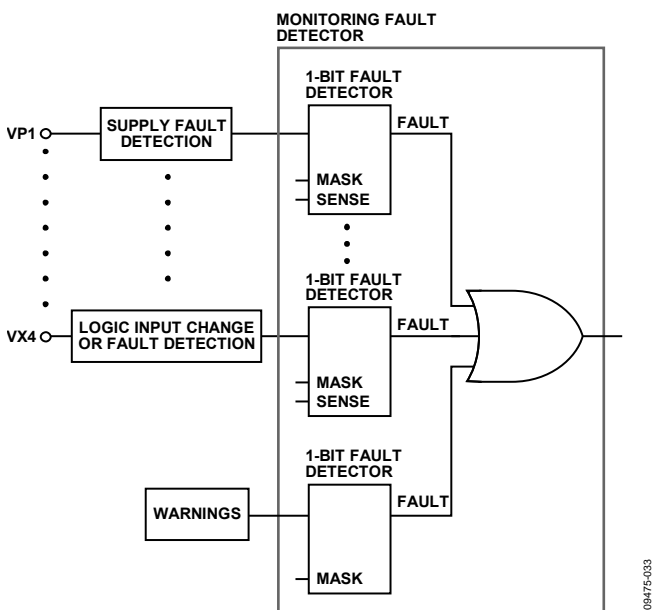 MONITORING FAULT
DETECTOR
1-BIT FAULT
DETECTOR
FAULT
VP1
SUPPLY FAULT
DETECTION
MASK
SENSE
1-BIT FAULT
DETECTOR
FAULT
VX4
LOGIC INPUT CHANGE
OR FAULT DETECTION
MASK
SENSE
1-BIT FAULT
DETECTOR
FAULT
WARNINGS
MASK
09475-033